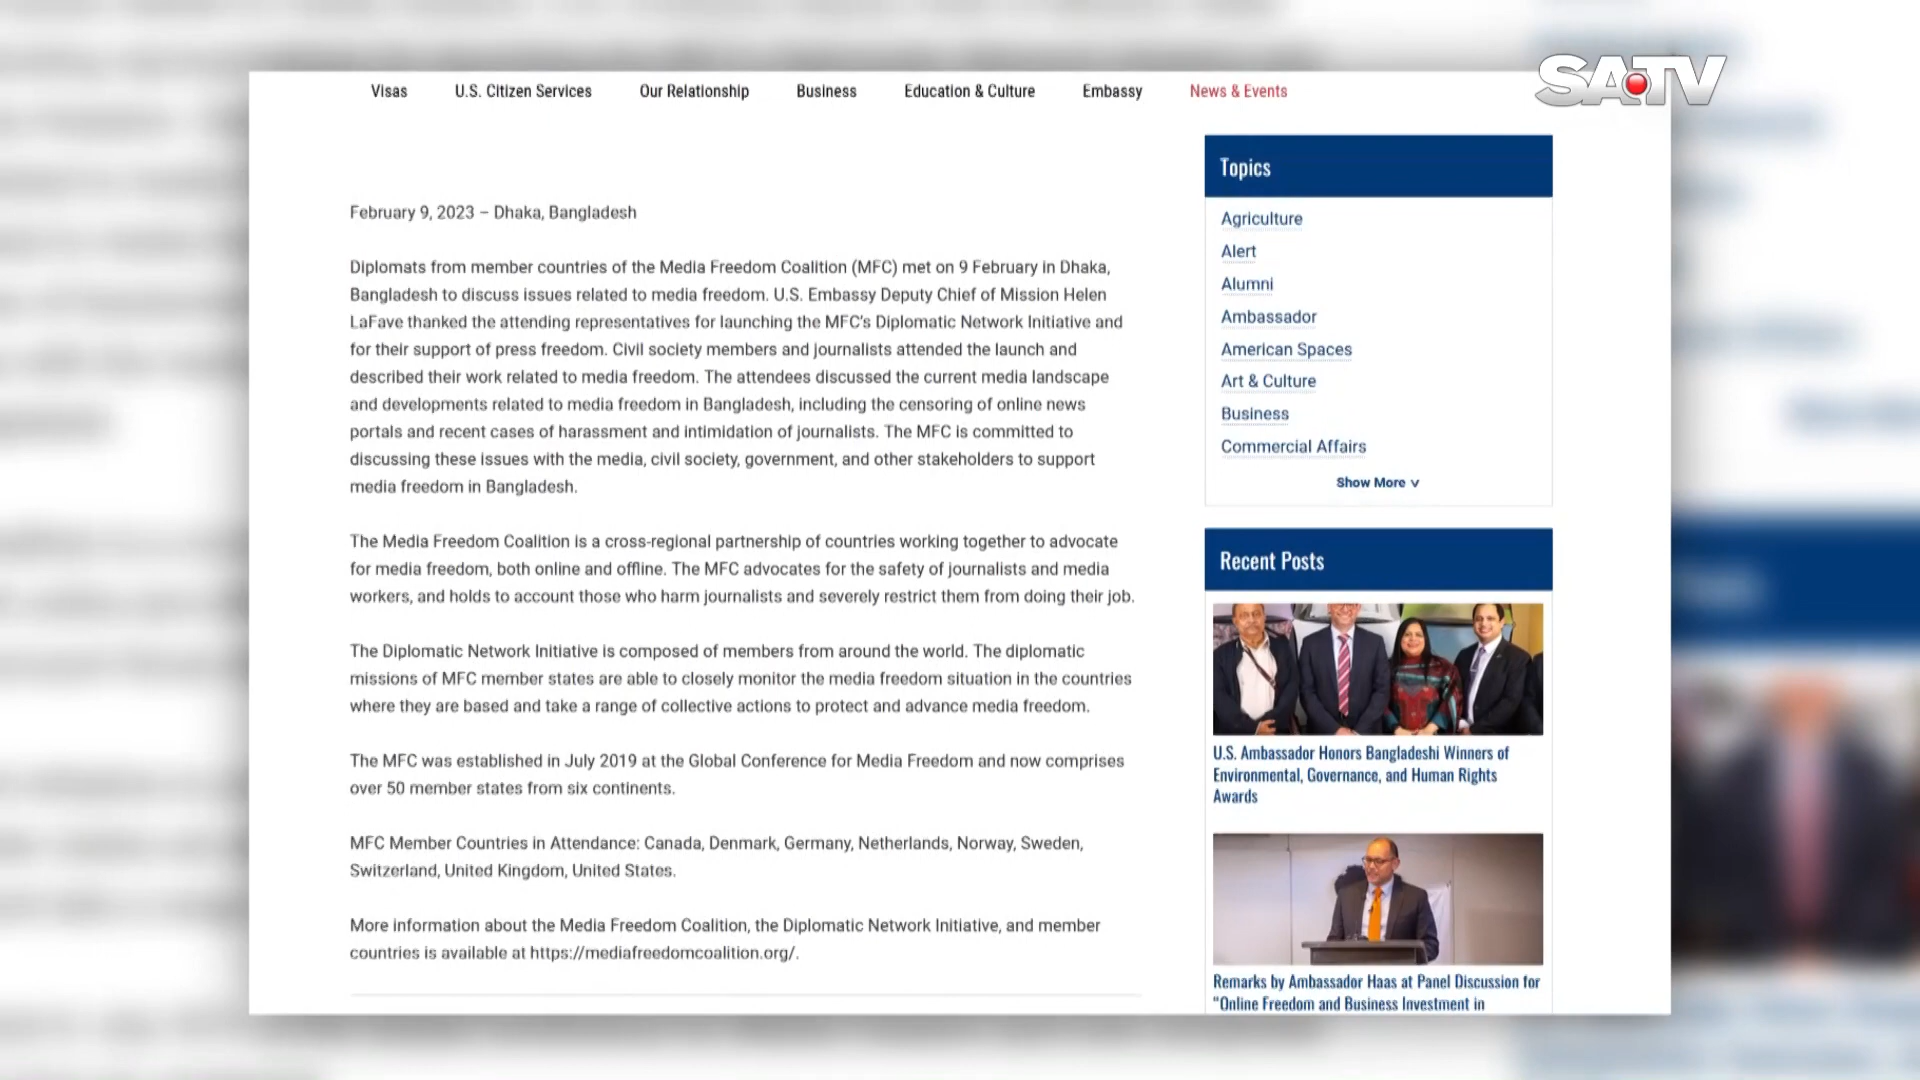 SATV
Visas
U.S. Citizen Services
Our Relationship
Business
Education & Culture
Embassy
News & Events
February 9, 2023 – Dhaka, Bangladesh
Diplomats from member countries of the Media Freedom Coalition (MFC) met on 9 February in Dhaka,
Bangladesh to discuss issues related to media freedom. U.S. Embassy Deputy Chief of Mission Helen
LaFave thanked the attending representatives for launching the MFC's Diplomatic Network Initiative and
for their support of press freedom. Civil society members and journalists attended the launch and
described their work related to media freedom. The attendees discussed the current media landscape
and developments related to media freedom in Bangladesh, including the censoring of online news
portals and recent cases of harassment and intimidation of journalists. The MFC is committed to
discussing these issues with the media, civil society, government, and other stakeholders to support
media freedom in Bangladesh.
The Media Freedom Coalition is a cross-regional partnership of countries working together to advocate
for media freedom, both online and offline. The MFC advocates for the safety of journalists and media
workers, and holds to account those who harm journalists and severely restrict them from doing their job.
The Diplomatic Network Initiative is composed of members from around the world. The diplomatic
missions of MFC member states are able to closely monitor the media freedom situation in the countries
where they are based and take a range of collective actions to protect and advance media freedom.
The MFC was established in July 2019 at the Global Conference for Media Freedom and now comprises
over 50 member states from six continents.
MFC Member Countries in Attendance: Canada, Denmark, Germany, Netherlands, Norway, Sweden,
Switzerland, United Kingdom, United States.
More information about the Media Freedom Coalition, the Diplomatic Network Initiative, and member
countries is available at https://mediafreedomcoalition.org/.
Topics
Agriculture
Alert
Alumni
Ambassador
American Spaces
Art & Culture
Business
Commercial Affairs
Show More ∨
Recent Posts
U.S. Ambassador Honors Bangladeshi Winners of
Environmental, Governance, and Human Rights
Awards
Remarks by Ambassador Haas at Panel Discussion for
"Online Freedom and Business Investment in